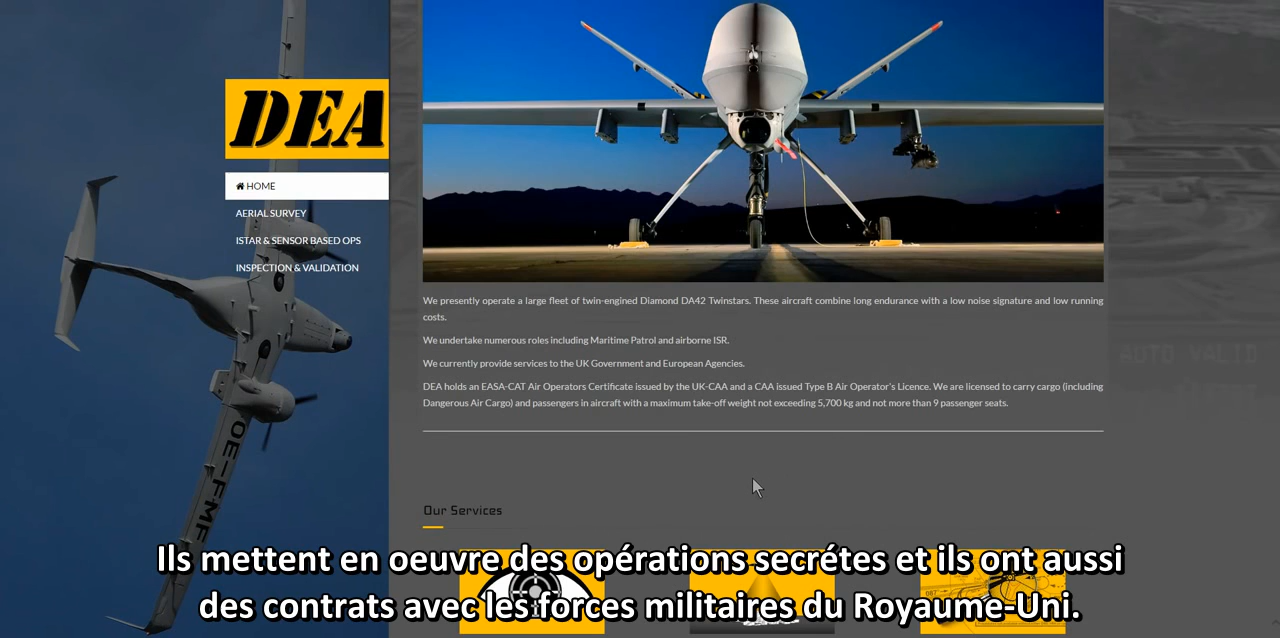 DEA
HOME
AERIAL SURVEY
ISTAR & SENSOR BASED OPS
INSPECTION & VALIDATION
OE-FMF
We presently operate a large fleet of twin-engined Diamond DA42 Twinstars. These aircraft combine long endurance with a low noise signature and low running
costs.
We undertake numerous roles including Maritime Patrol and airborne ISR.
We currently provide services to the UK Government and European Agencies.
DEA holds an EASA-CAT Air Operators Certificate issued by the UK-CAA and a CAA issued Type B Air Operator's Licence. We are licensed to carry cargo (including
Dangerous Air Cargo) and passengers in aircraft with a maximum take-off weight not exceeding 5,700 kg and not more than 9 passenger seats.
AUTO VALID
Our Services
Ils mettent en oeuvre des opérations secrétes et ils ont aussi
des contrats avec les forces militaires du Royaume-Uni.